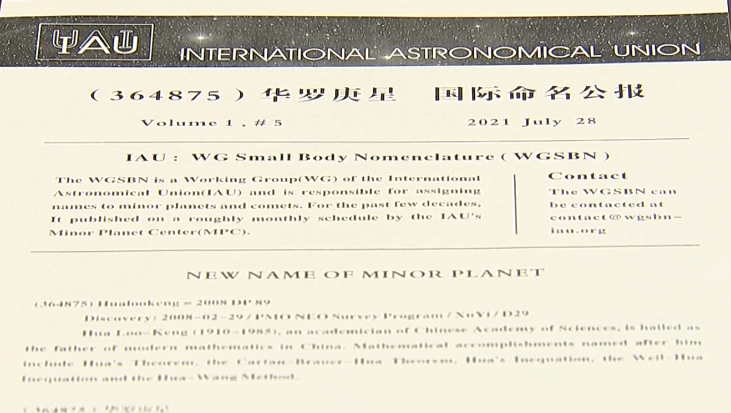 IAU INTERNATIONAL ASTRONOMICAL UNION
(364875)华罗庚星 国际命名公报
Volume 1, #5 2021 July 28
IAU: WG Small Body Nomenclature(WGSBN)
The WGSBN is a Working Group(WG) of the International
Astronomical Union(IAU) and is responsible for assigning
names to minor planets and comets. For the past few decades,
It published on a roughly monthly schedule by the IAU's
Minor Planet Center(MPC).
Contact
The WGSBN can
be contacted at
contact@wgsbn-
iau.org
NEW NAME OF MINOR PLANET
(364875) Hualookeng = 2008 DP 89
Discovery: 2008-02-29/PMO NEO Survey Program/XuYi/D29
Hua Loo-Keng (1910-1985), an academician of Chinese Academy of Sciences, is hailed as
the father of modern mathematics in China. Mathematical accomplishments named after him
include Hua's Theorem, the Cartan-Brauer-Hua Theorem, Hua's Inequation, the Weil-Hua
Inequation and the Hua-Wang Method.
(364875)华罗庚星